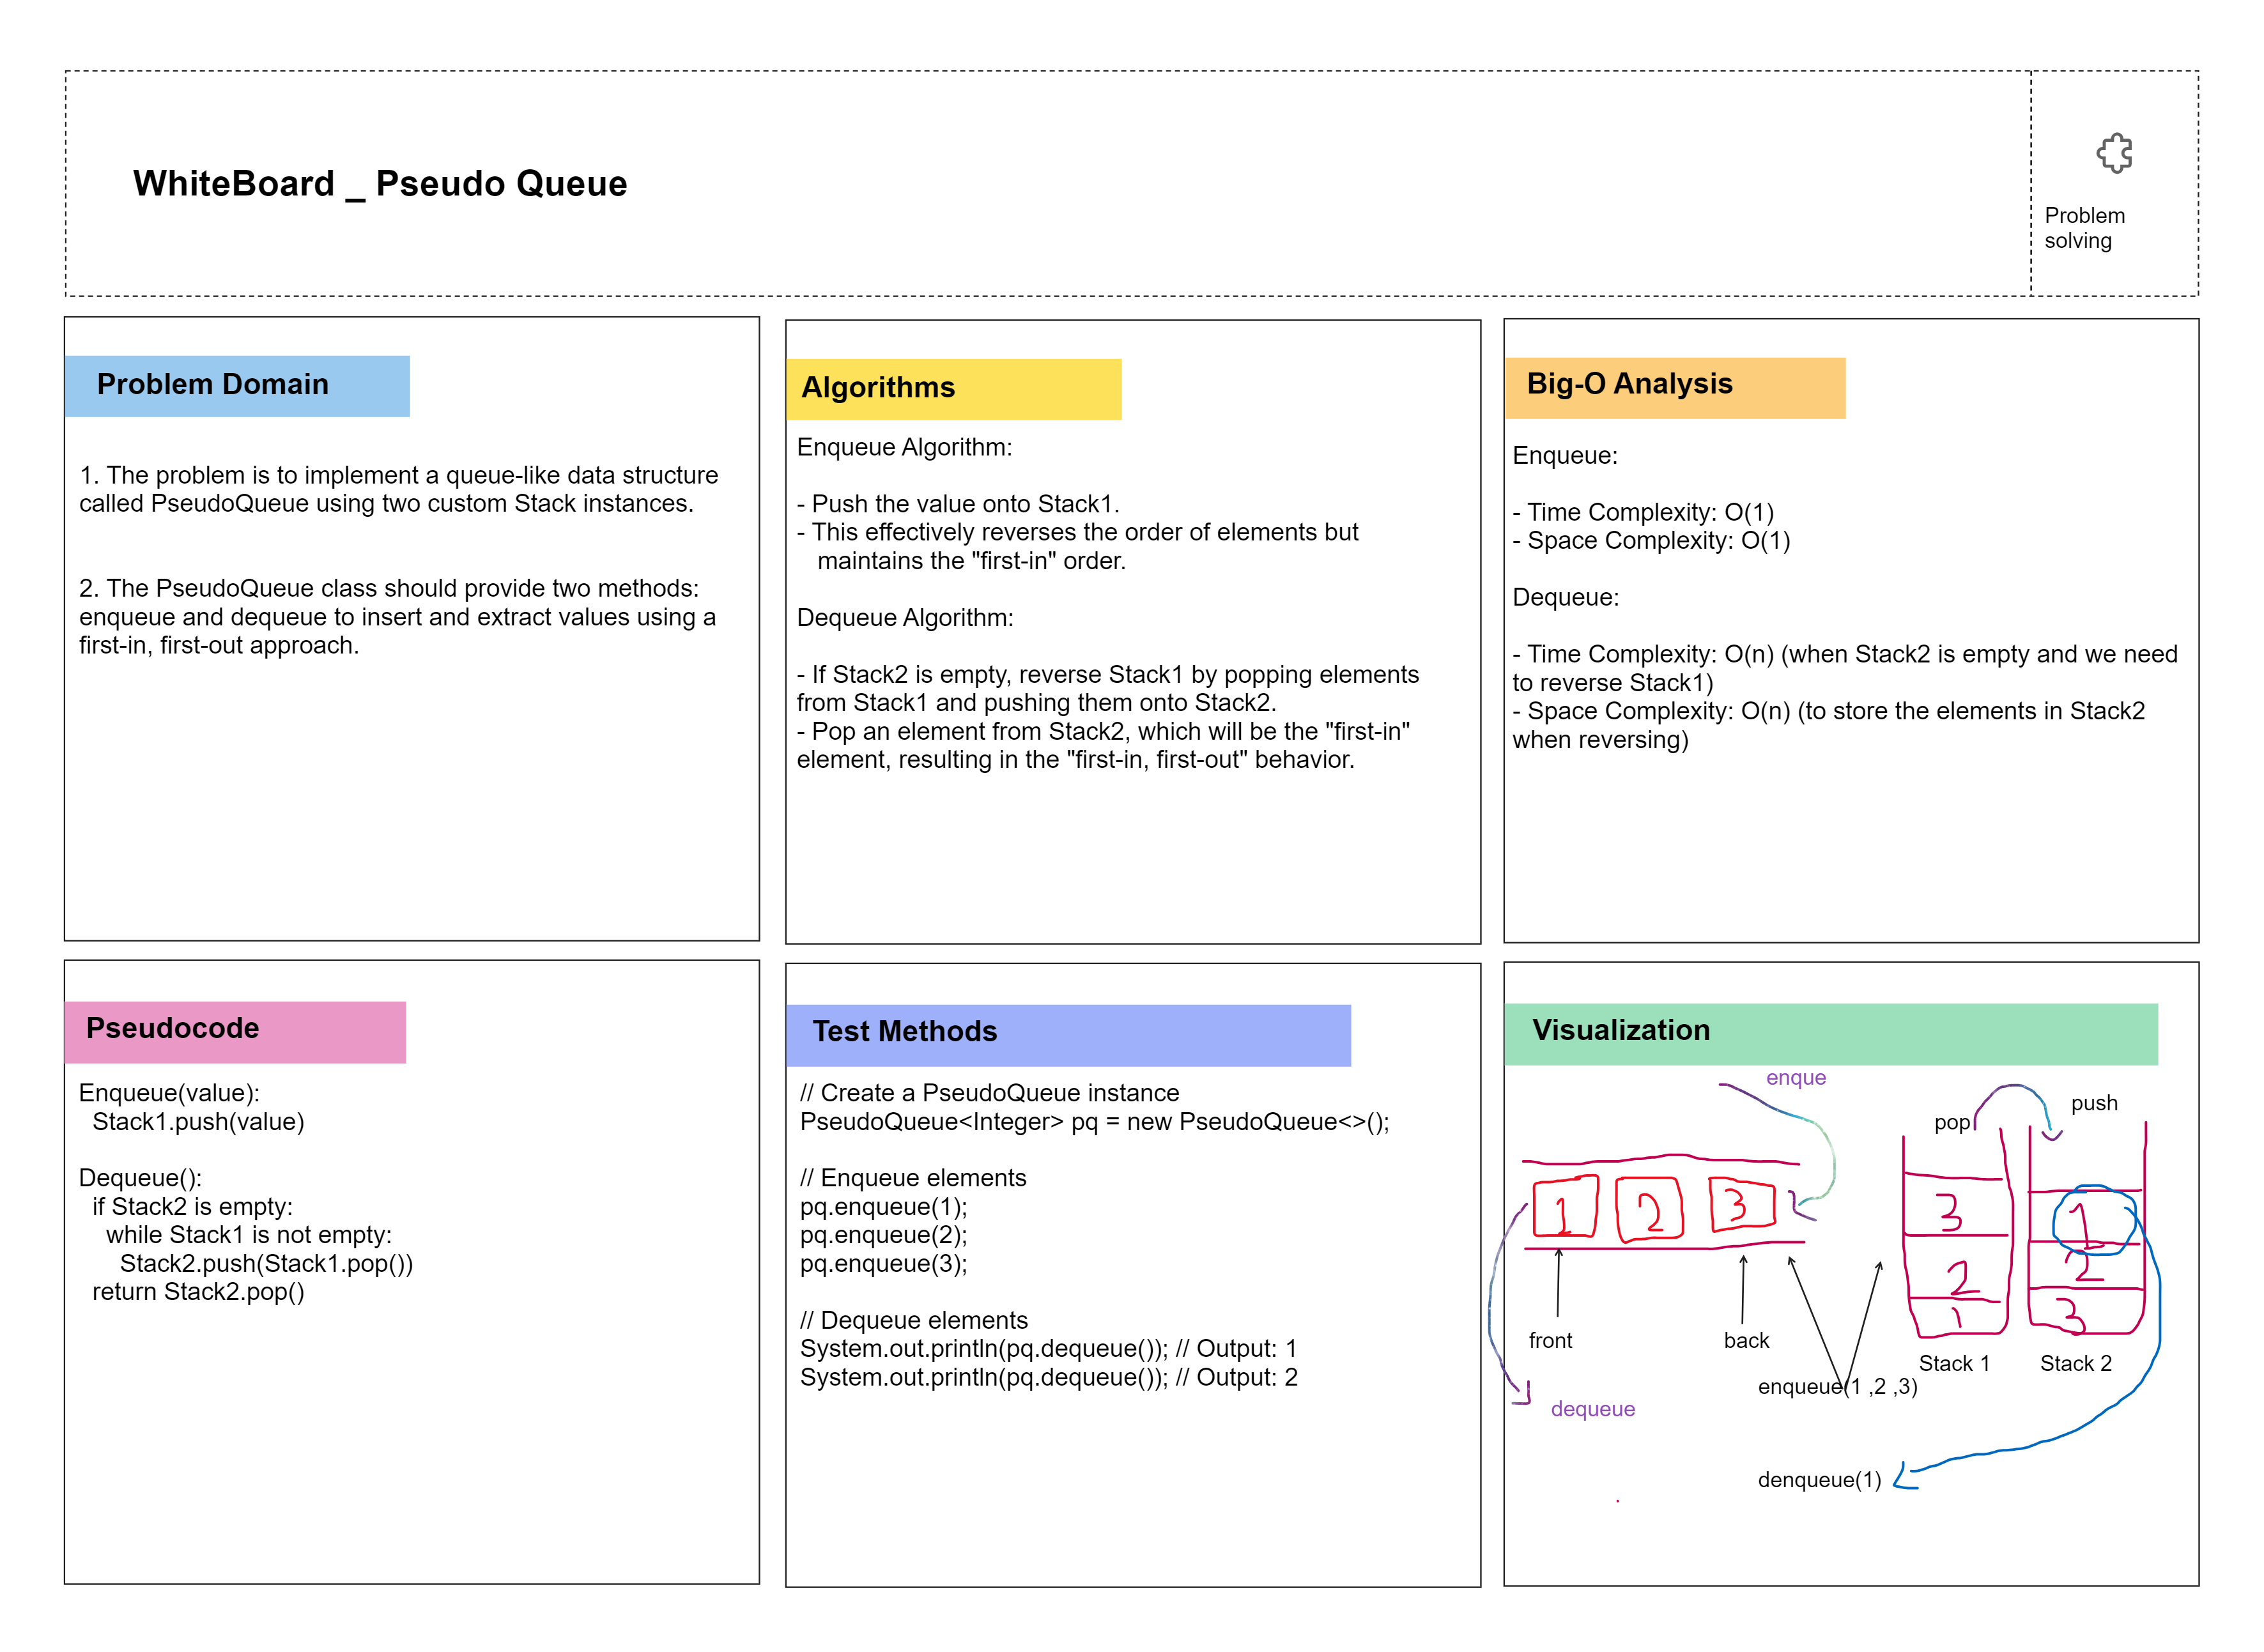 WhiteBoard _ Pseudo Queue
Problem
solving
Problem Domain
1. The problem is to implement a queue-like data structure
called PseudoQueue using two custom Stack instances.
2. The PseudoQueue class should provide two methods:
enqueue and dequeue to insert and extract values using a
first-in, first-out approach.
Algorithms
Enqueue Algorithm:
- Push the value onto Stack1.
- This effectively reverses the order of elements but
maintains the "first-in" order.
Dequeue Algorithm:
- If Stack2 is empty, reverse Stack1 by popping elements
from Stack1 and pushing them onto Stack2.
- Pop an element from Stack2, which will be the "first-in"
element, resulting in the "first-in, first-out" behavior.
Big-O Analysis
Enqueue:
- Time Complexity: O(1)
- Space Complexity: O(1)
Dequeue:
- Time Complexity: O(n) (when Stack2 is empty and we need
to reverse Stack1)
- Space Complexity: O(n) (to store the elements in Stack2
when reversing)
Pseudocode
Enqueue(value):
Stack1.push(value)
Dequeue():
if Stack2 is empty:
while Stack1 is not empty:
Stack2.push(Stack1.pop())
return Stack2.pop()
Test Methods
// Create a PseudoQueue instance
PseudoQueue<Integer> pq = new PseudoQueue<>();
// Enqueue elements
pq.enqueue(1);
pq.enqueue(2);
pq.enqueue(3);
// Dequeue elements
System.out.println(pq.dequeue()); // Output: 1
System.out.println(pq.dequeue()); // Output: 2
Visualization
enque
1 2 3
front
back
dequeue
enqueue(1 ,2 ,3)
denqueue(1)
pop
push
3
2
1
Stack 1
1
2
3
Stack 2